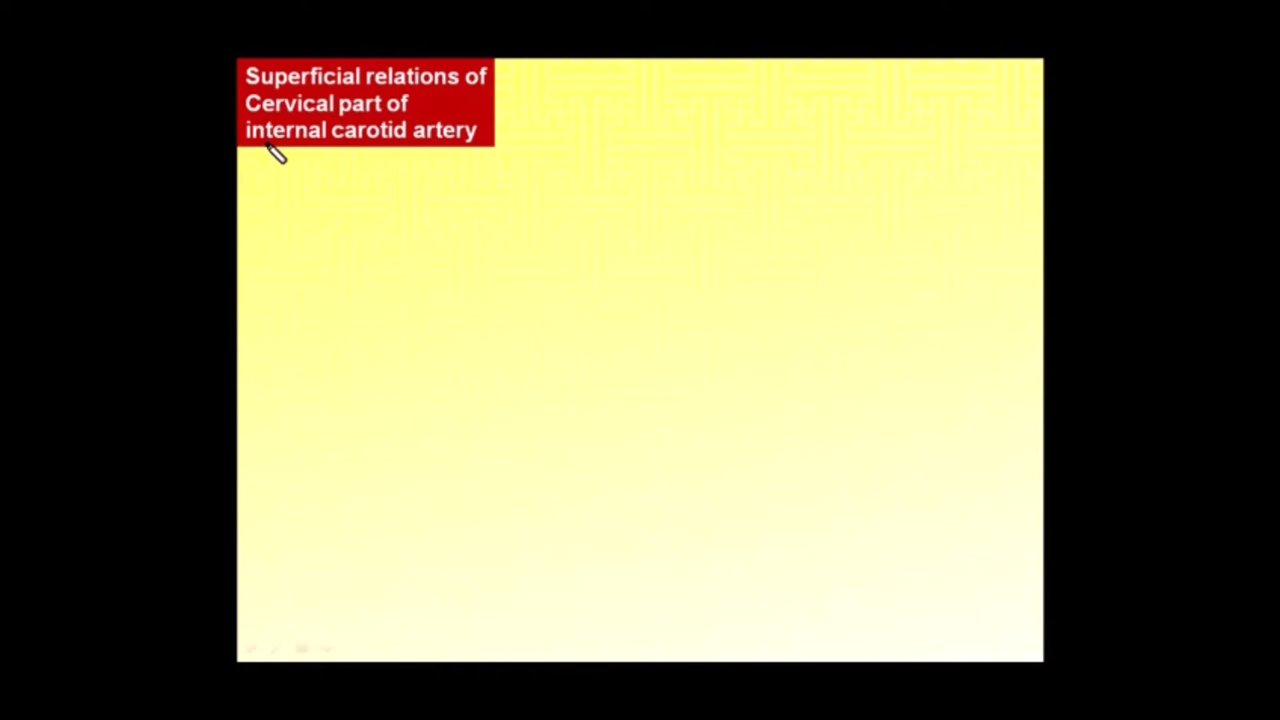 Superficial relations of
Cervical part of
internal carotid artery